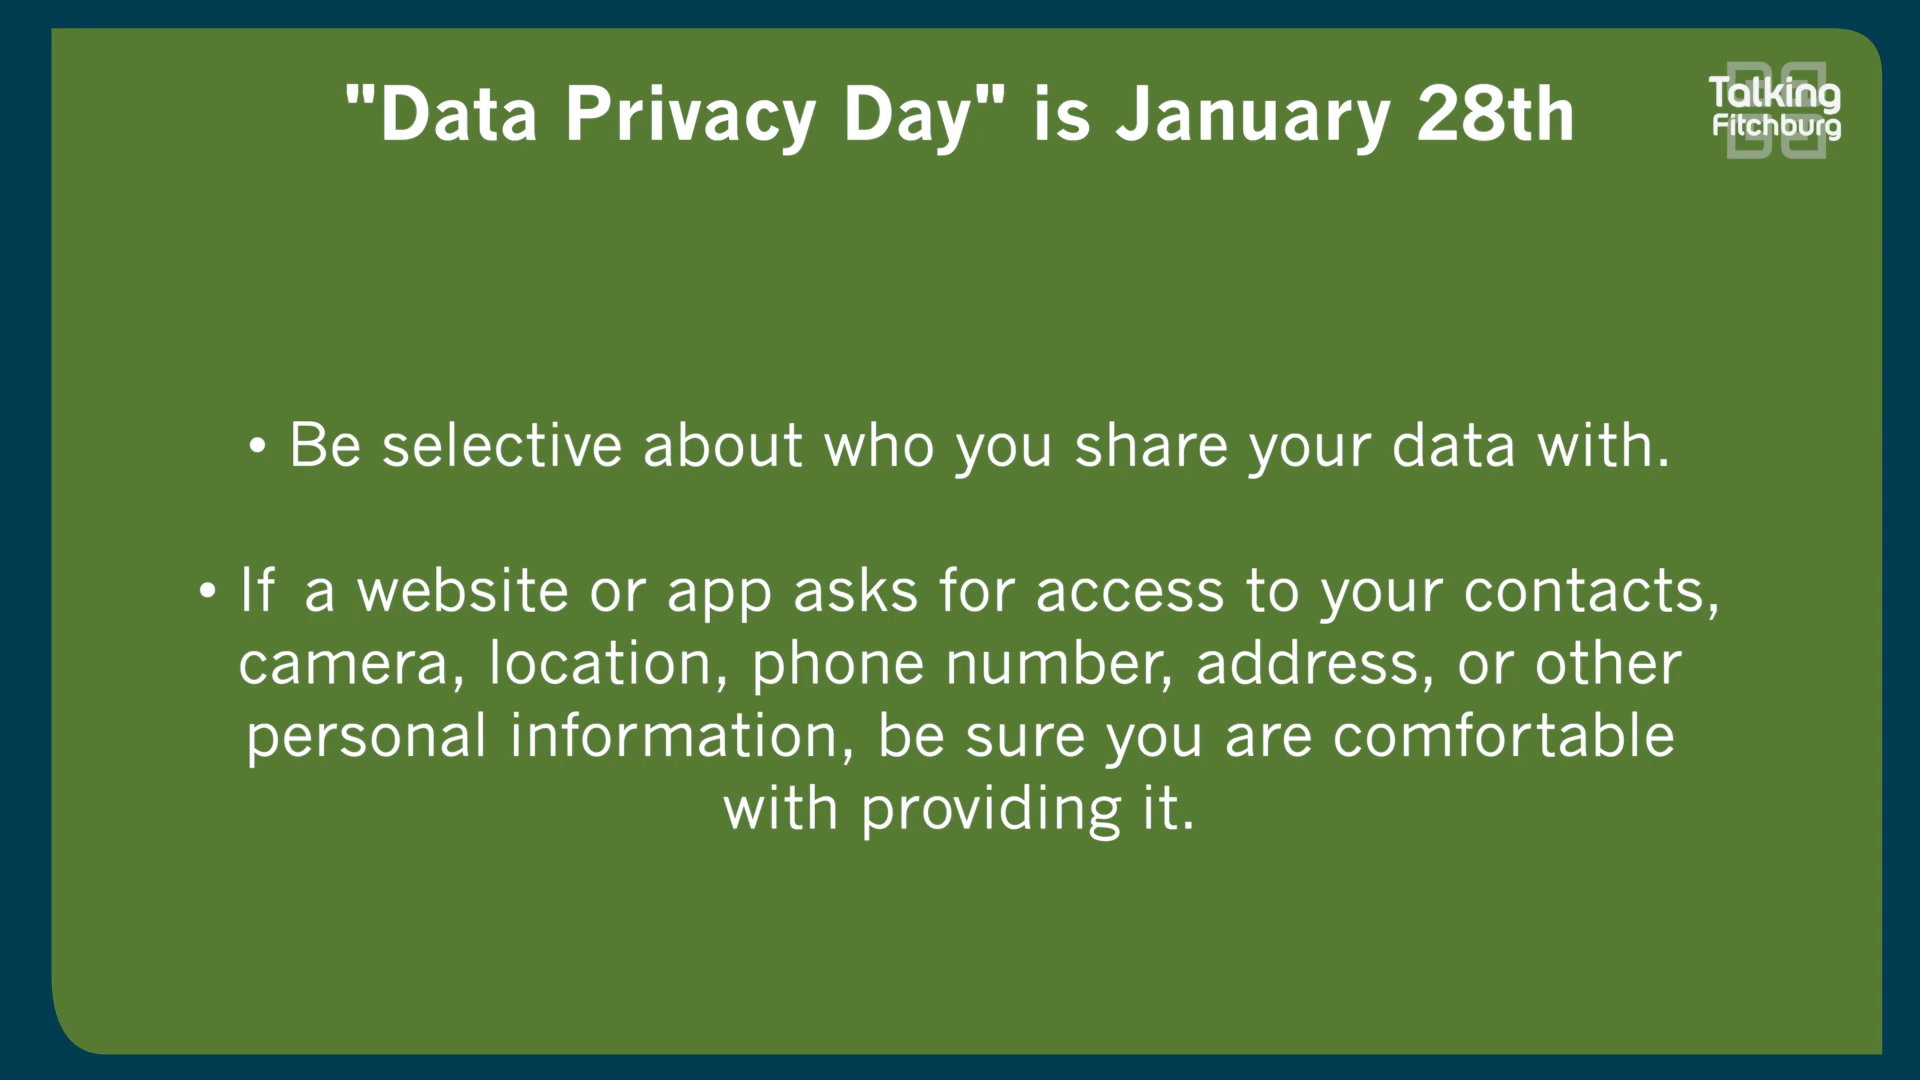 "Data Privacy Day" is January 28th
Talking
Fitchburg
• Be selective about who you share your data with.
• If a website or app asks for access to your contacts,
camera, location, phone number, address, or other
personal information, be sure you are comfortable
with providing it.